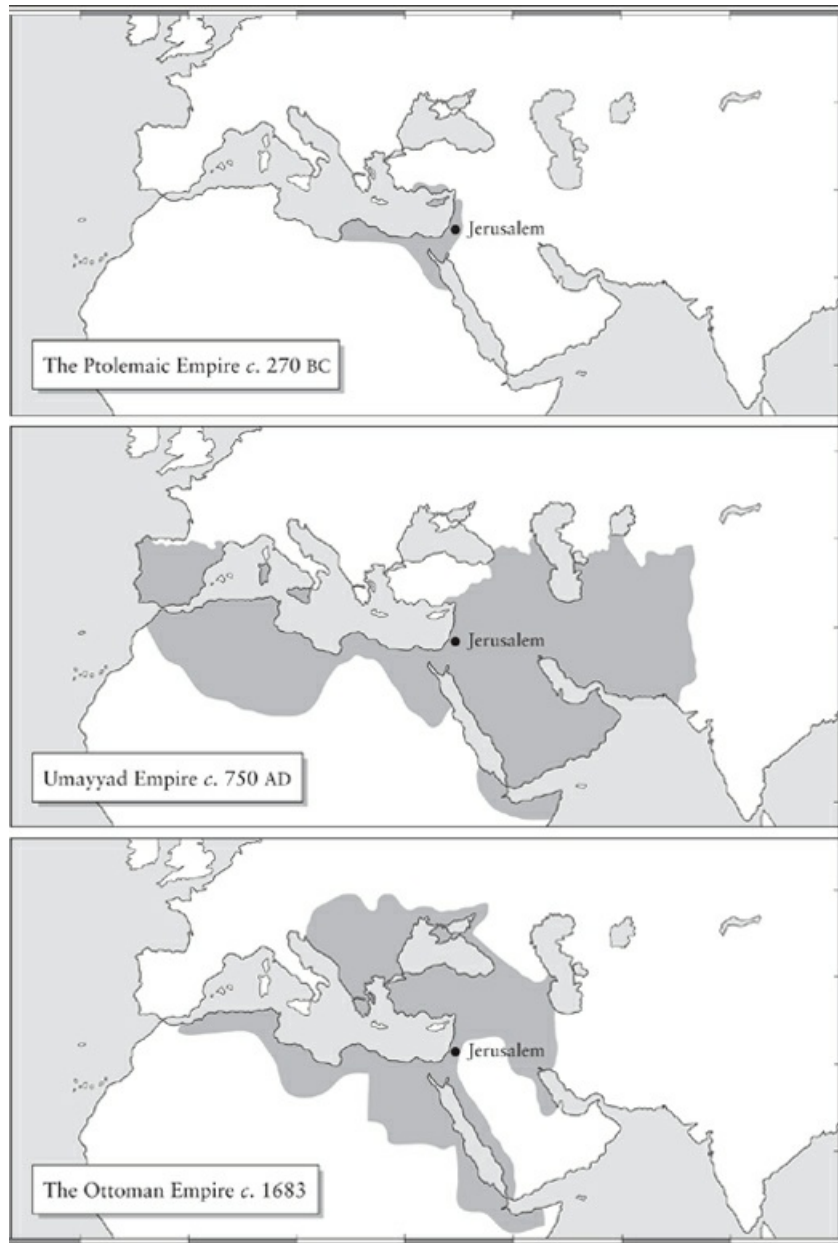 Jerusalem
The Ptolemaic Empire c. 270 BC
Jerusalem
Umayyad Empire c. 750 AD
Jerusalem
The Ottoman Empire c. 1683